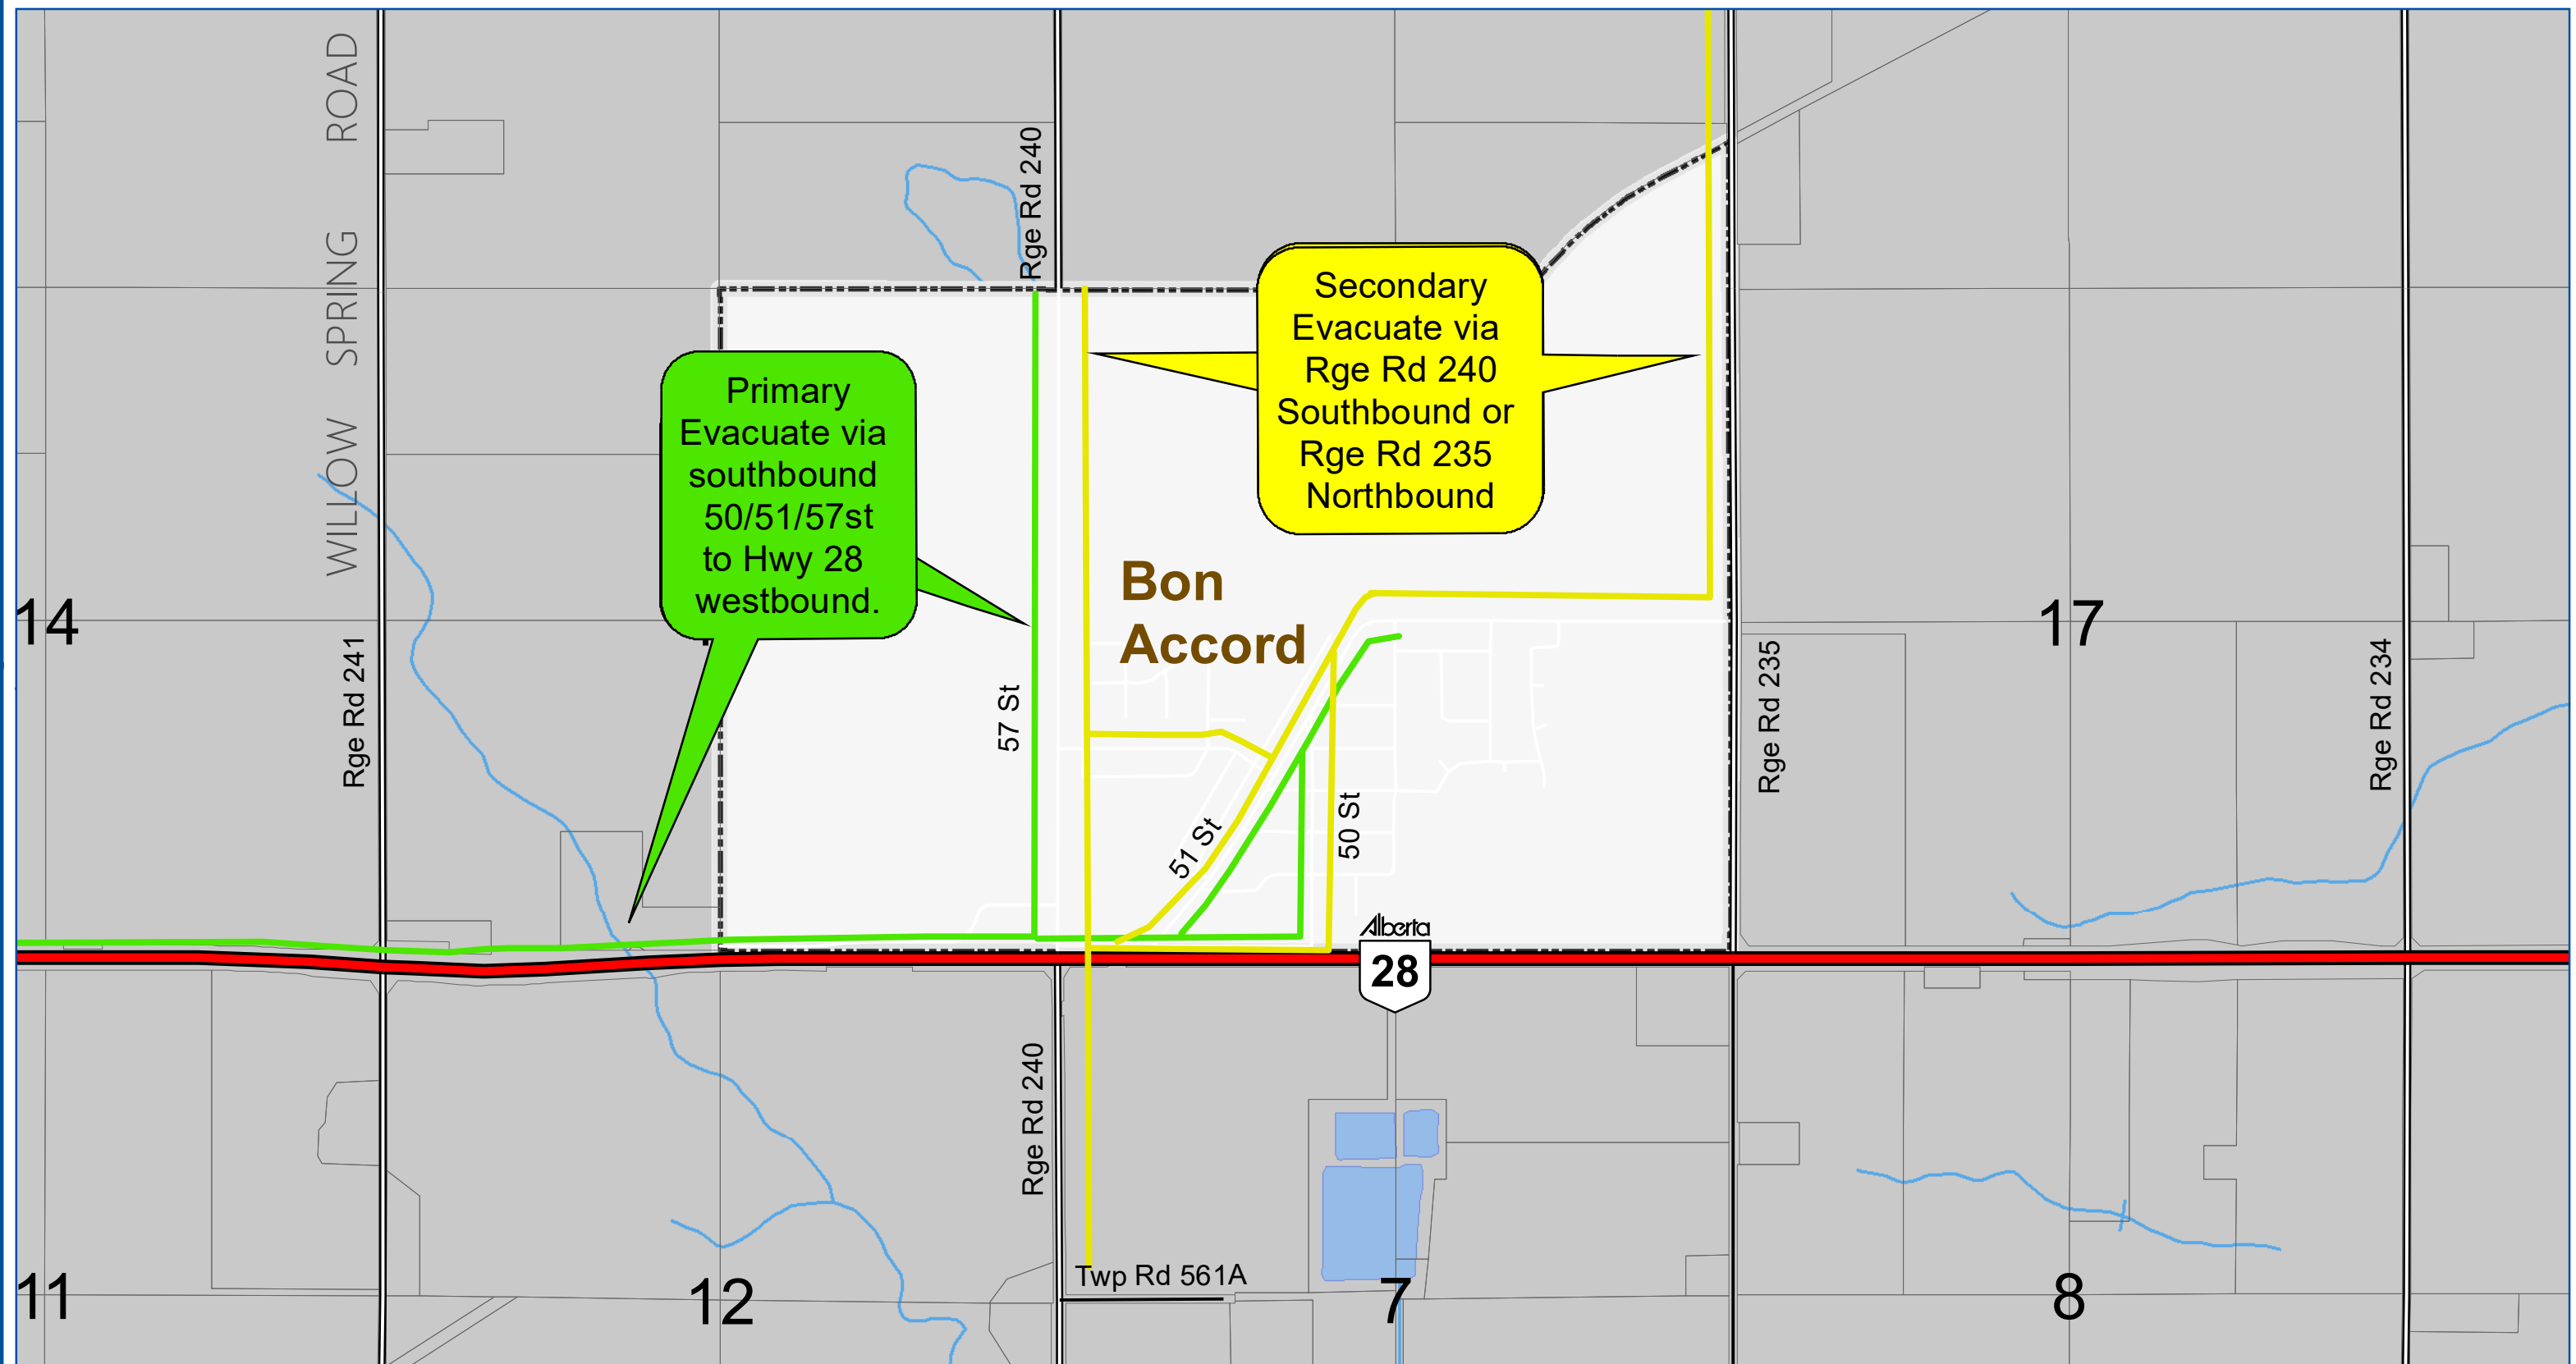 WILLOW SPRING ROAD
Rge Rd 240
Secondary
Evacuate via
Rge Rd 240
Southbound or
Rge Rd 235
Northbound
Primary
Evacuate via
southbound
50/51/57st
to Hwy 28
westbound.
Bon
Accord
14
17
Rge Rd 241
57 St
51 St
50 St
Rge Rd 235
Rge Rd 234
Alberta
28
Rge Rd 240
Twp Rd 561A
11
12
7
8